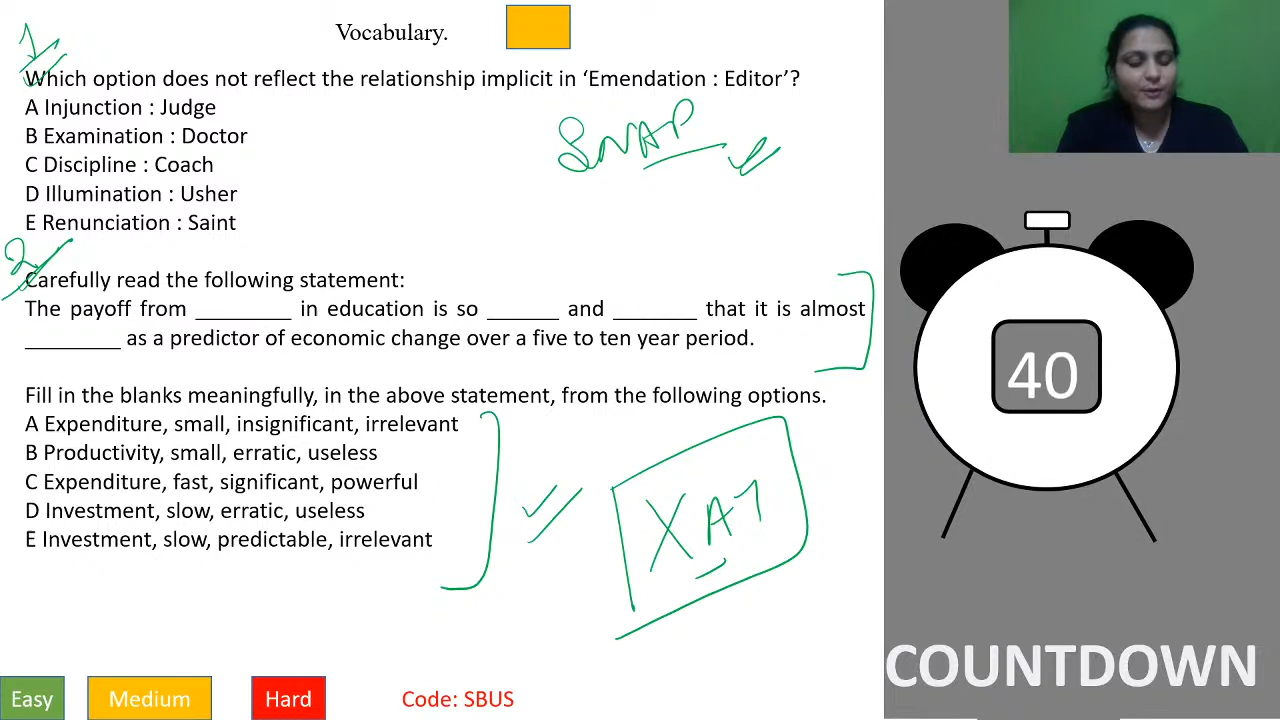 Vocabulary.
1.
Which option does not reflect the relationship implicit in ‘Emendation : Editor’?
A Injunction : Judge
B Examination : Doctor
C Discipline : Coach
D Illumination : Usher
E Renunciation : Saint
SNAP
2
Carefully read the following statement:
The payoff from _________ in education is so ______ and _______ that it is almost
_________ as a predictor of economic change over a five to ten year period.
Fill in the blanks meaningfully, in the above statement, from the following options.
A Expenditure, small, insignificant, irrelevant
B Productivity, small, erratic, useless
C Expenditure, fast, significant, powerful
D Investment, slow, erratic, useless
E Investment, slow, predictable, irrelevant
XAT
40
COUNTDOWN
Easy
Medium
Hard
Code: SBUS